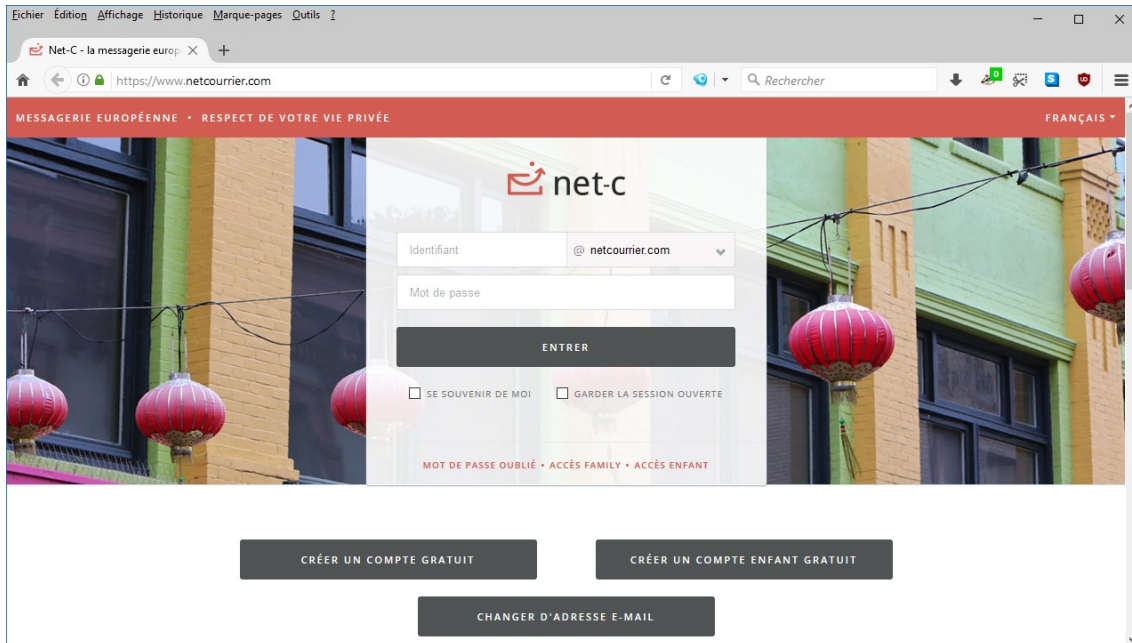 Fichier Édition Affichage Historique Marque-pages Outils ?
Net-C - la messagerie europ
https://www.netcourrier.com
Rechercher
0
S
MESSAGERIE EUROPÉENNE • RESPECT DE VOTRE VIE PRIVÉE
FRANÇAIS
net-c
Identifiant
@ netcourrier.com
Mot de passe
ENTRER
SE SOUVENIR DE MOI
GARDER LA SESSION OUVERTE
MOT DE PASSE OUBLIÉ • ACCÈS FAMILY • ACCÈS ENFANT
CRÉER UN COMPTE GRATUIT
CRÉER UN COMPTE ENFANT GRATUIT
CHANGER D'ADRESSE E-MAIL